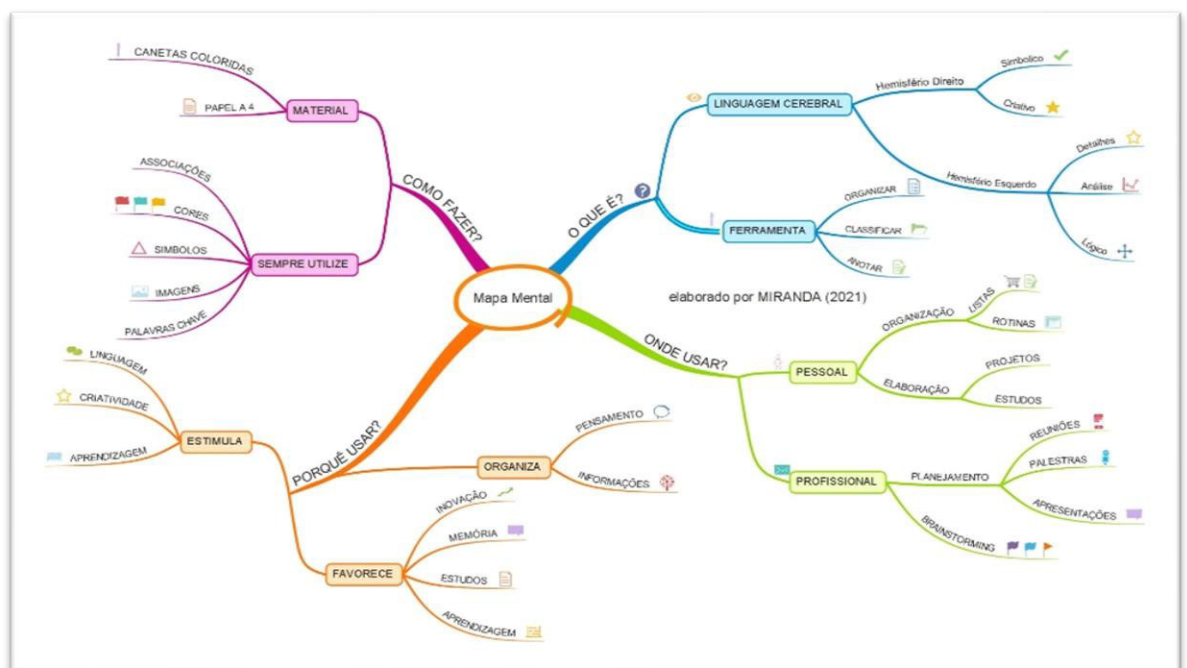 Mapa Mental
elaborado por MIRANDA (2021)
COMO FAZER?
MATERIAL
CANETAS COLORIDAS
PAPEL A 4
SEMPRE UTILIZE
ASSOCIAÇÕES
CORES
SIMBOLOS
IMAGENS
PALAVRAS CHAVE
O QUE É?
LINGUAGEM CEREBRAL
Hemisfério Direito
Simbolico
Criativo
Hemisfério Esquerdo
Detalhes
Análise
Lógico
FERRAMENTA
ORGANIZAR
CLASSIFICAR
ANOTAR
ONDE USAR?
PESSOAL
ORGANIZAÇÃO
LISTAS
ROTINAS
ELABORAÇÃO
PROJETOS
ESTUDOS
PROFISSIONAL
PLANEJAMENTO
REUNIÕES
PALESTRAS
APRESENTAÇÕES
BRAINSTORMING
PORQUÊ USAR?
ESTIMULA
LINGUAGEM
CRIATIVIDADE
APRENDIZAGEM
ORGANIZA
PENSAMENTO
INFORMAÇÕES
FAVORECE
INOVAÇÃO
MEMÓRIA
ESTUDOS
APRENDIZAGEM